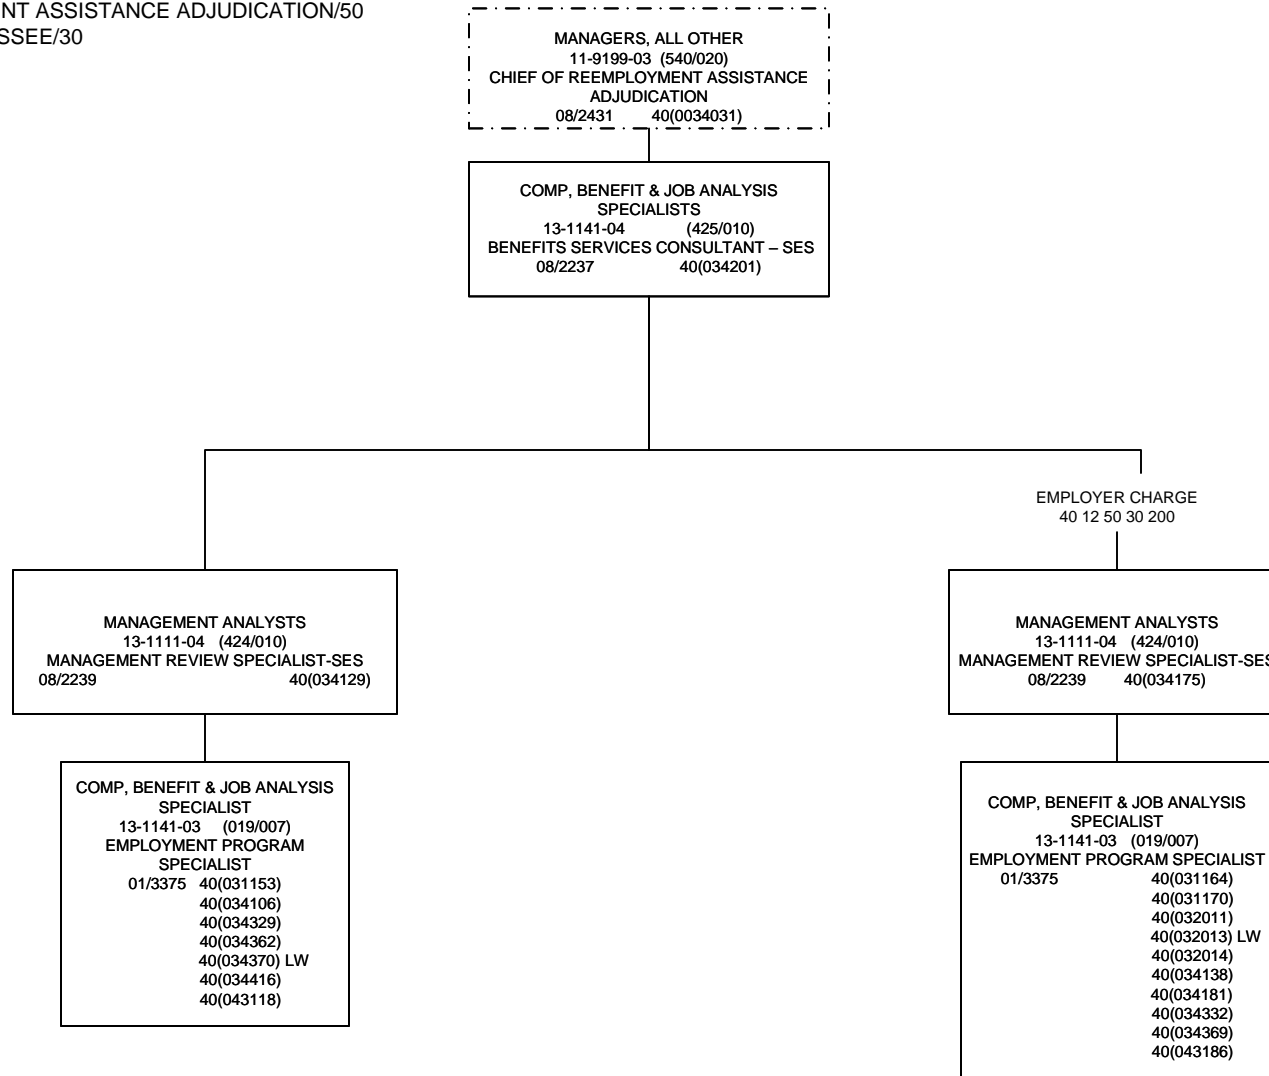 NT ASSISTANCE ADJUDICATION/50
SSEE/30
MANAGERS, ALL OTHER
11-9199-03 (540/020)
CHIEF OF REEMPLOYMENT ASSISTANCE
ADJUDICATION
08/2431 40(0034031)
COMP, BENEFIT & JOB ANALYSIS
SPECIALISTS
13-1141-04 (425/010)
BENEFITS SERVICES CONSULTANT – SES
08/2237 40(034201)
EMPLOYER CHARGE
40 12 50 30 200
MANAGEMENT ANALYSTS
13-1111-04 (424/010)
MANAGEMENT REVIEW SPECIALIST-SES
08/2239 40(034129)
MANAGEMENT ANALYSTS
13-1111-04 (424/010)
MANAGEMENT REVIEW SPECIALIST-SES
08/2239 40(034175)
COMP, BENEFIT & JOB ANALYSIS
SPECIALIST
13-1141-03 (019/007)
EMPLOYMENT PROGRAM
SPECIALIST
01/3375 40(031153)
40(034106)
40(034329)
40(034362)
40(034370) LW
40(034416)
40(043118)
COMP, BENEFIT & JOB ANALYSIS
SPECIALIST
13-1141-03 (019/007)
EMPLOYMENT PROGRAM SPECIALIST
01/3375 40(031164)
40(031170)
40(032011)
40(032013) LW
40(032014)
40(034138)
40(034181)
40(034332)
40(034369)
40(043186)